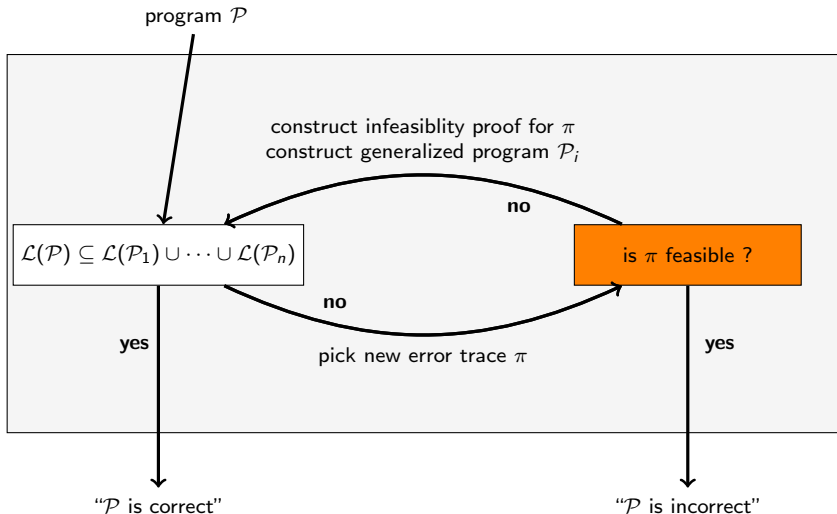 program 𝒫
construct infeasiblity proof for π
construct generalized program 𝒫ᵢ
no
ℒ(𝒫) ⊆ ℒ(𝒫₁) ∪ ⋯ ∪ ℒ(𝒫ₙ)
is π feasible ?
no
yes
pick new error trace π
yes
“𝒫 is correct”
“𝒫 is incorrect”